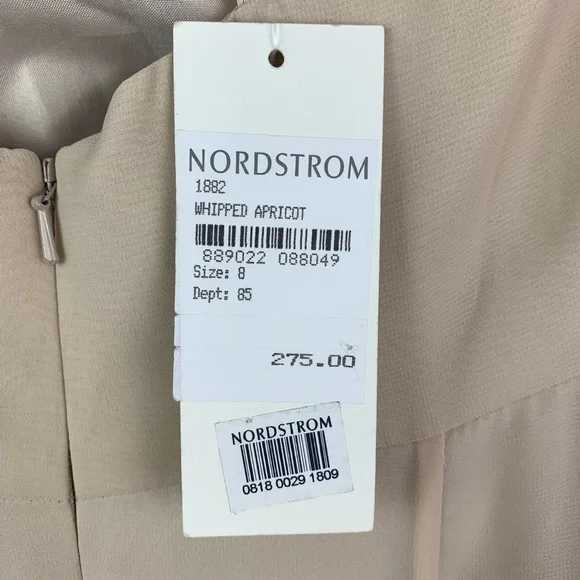 NORDSTROM
1882
WHIPPED APRICOT
889022 088049
Size: 8
Dept: 85
275.00
NORDSTROM
0818 0029 1809